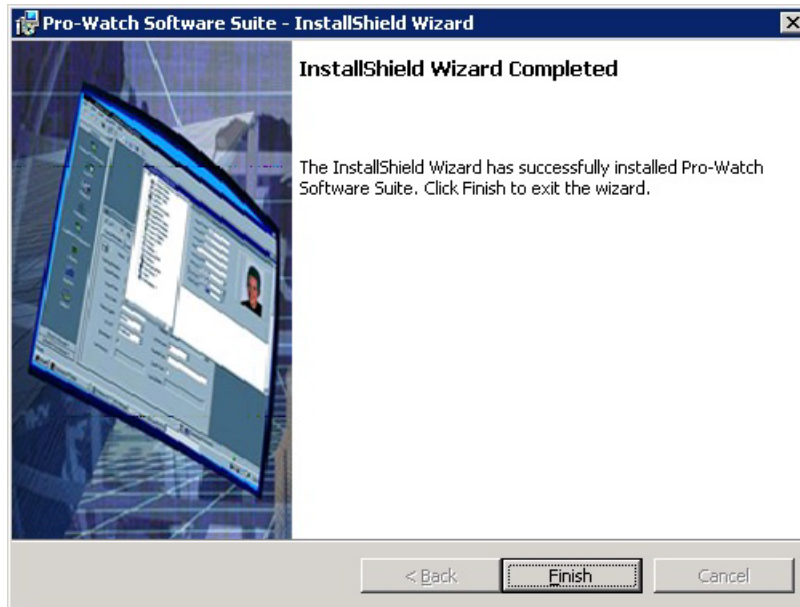 Pro-Watch Software Suite - InstallShield Wizard
InstallShield Wizard Completed
The InstallShield Wizard has successfully installed Pro-Watch
Software Suite. Click Finish to exit the wizard.
< Back
Finish
Cancel